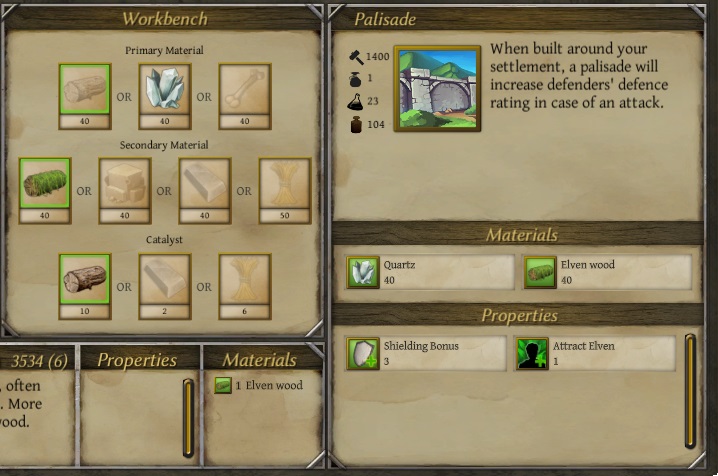 Workbench
Primary Material
OR
OR
40
40
40
Secondary Material
OR
OR
OR
40
40
40
50
Catalyst
OR
OR
10
2
6
3534 (6)
, often
. More
ood.
Properties
Materials
1 Elven wood
Palisade
1400
1
23
104
When built around your
settlement, a palisade will
increase defenders' defence
rating in case of an attack.
Materials
Quartz
40
Elven wood
40
Properties
Shielding Bonus
3
Attract Elven
1